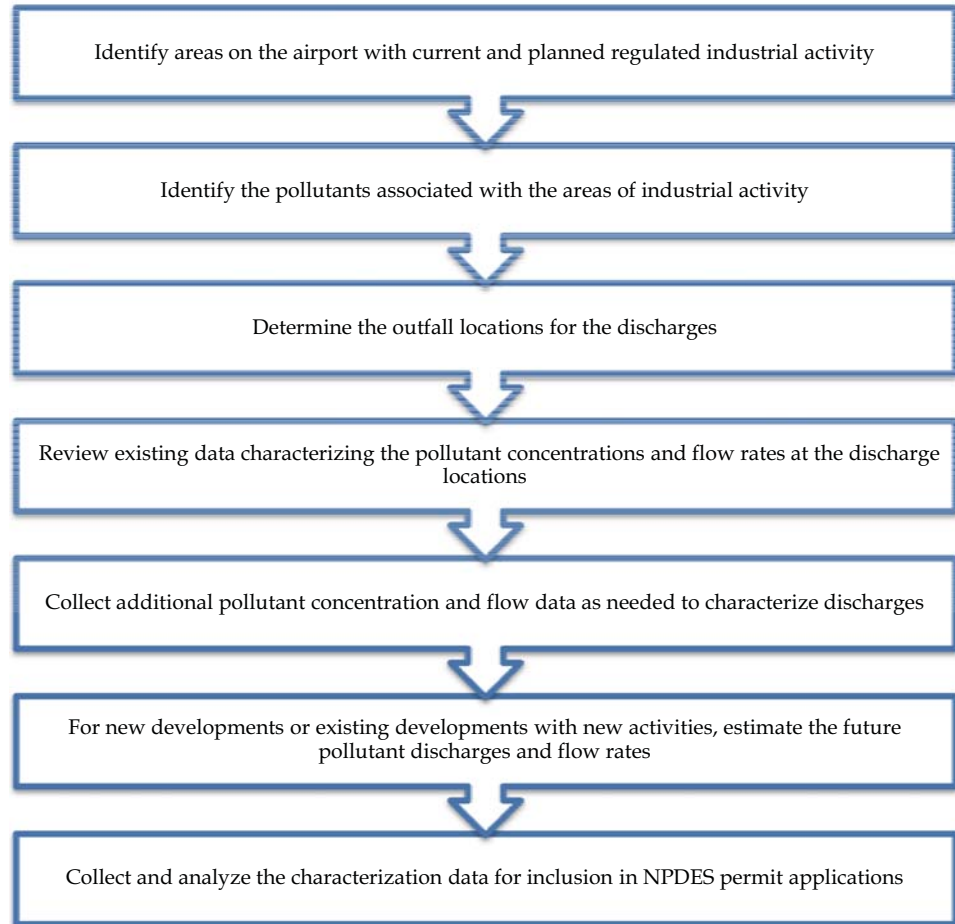 Identify areas on the airport with current and planned regulated industrial activity
Identify the pollutants associated with the areas of industrial activity
Determine the outfall locations for the discharges
Review existing data characterizing the pollutant concentrations and flow rates at the discharge
locations
Collect additional pollutant concentration and flow data as needed to characterize discharges
For new developments or existing developments with new activities, estimate the future
pollutant discharges and flow rates
Collect and analyze the characterization data for inclusion in NPDES permit applications